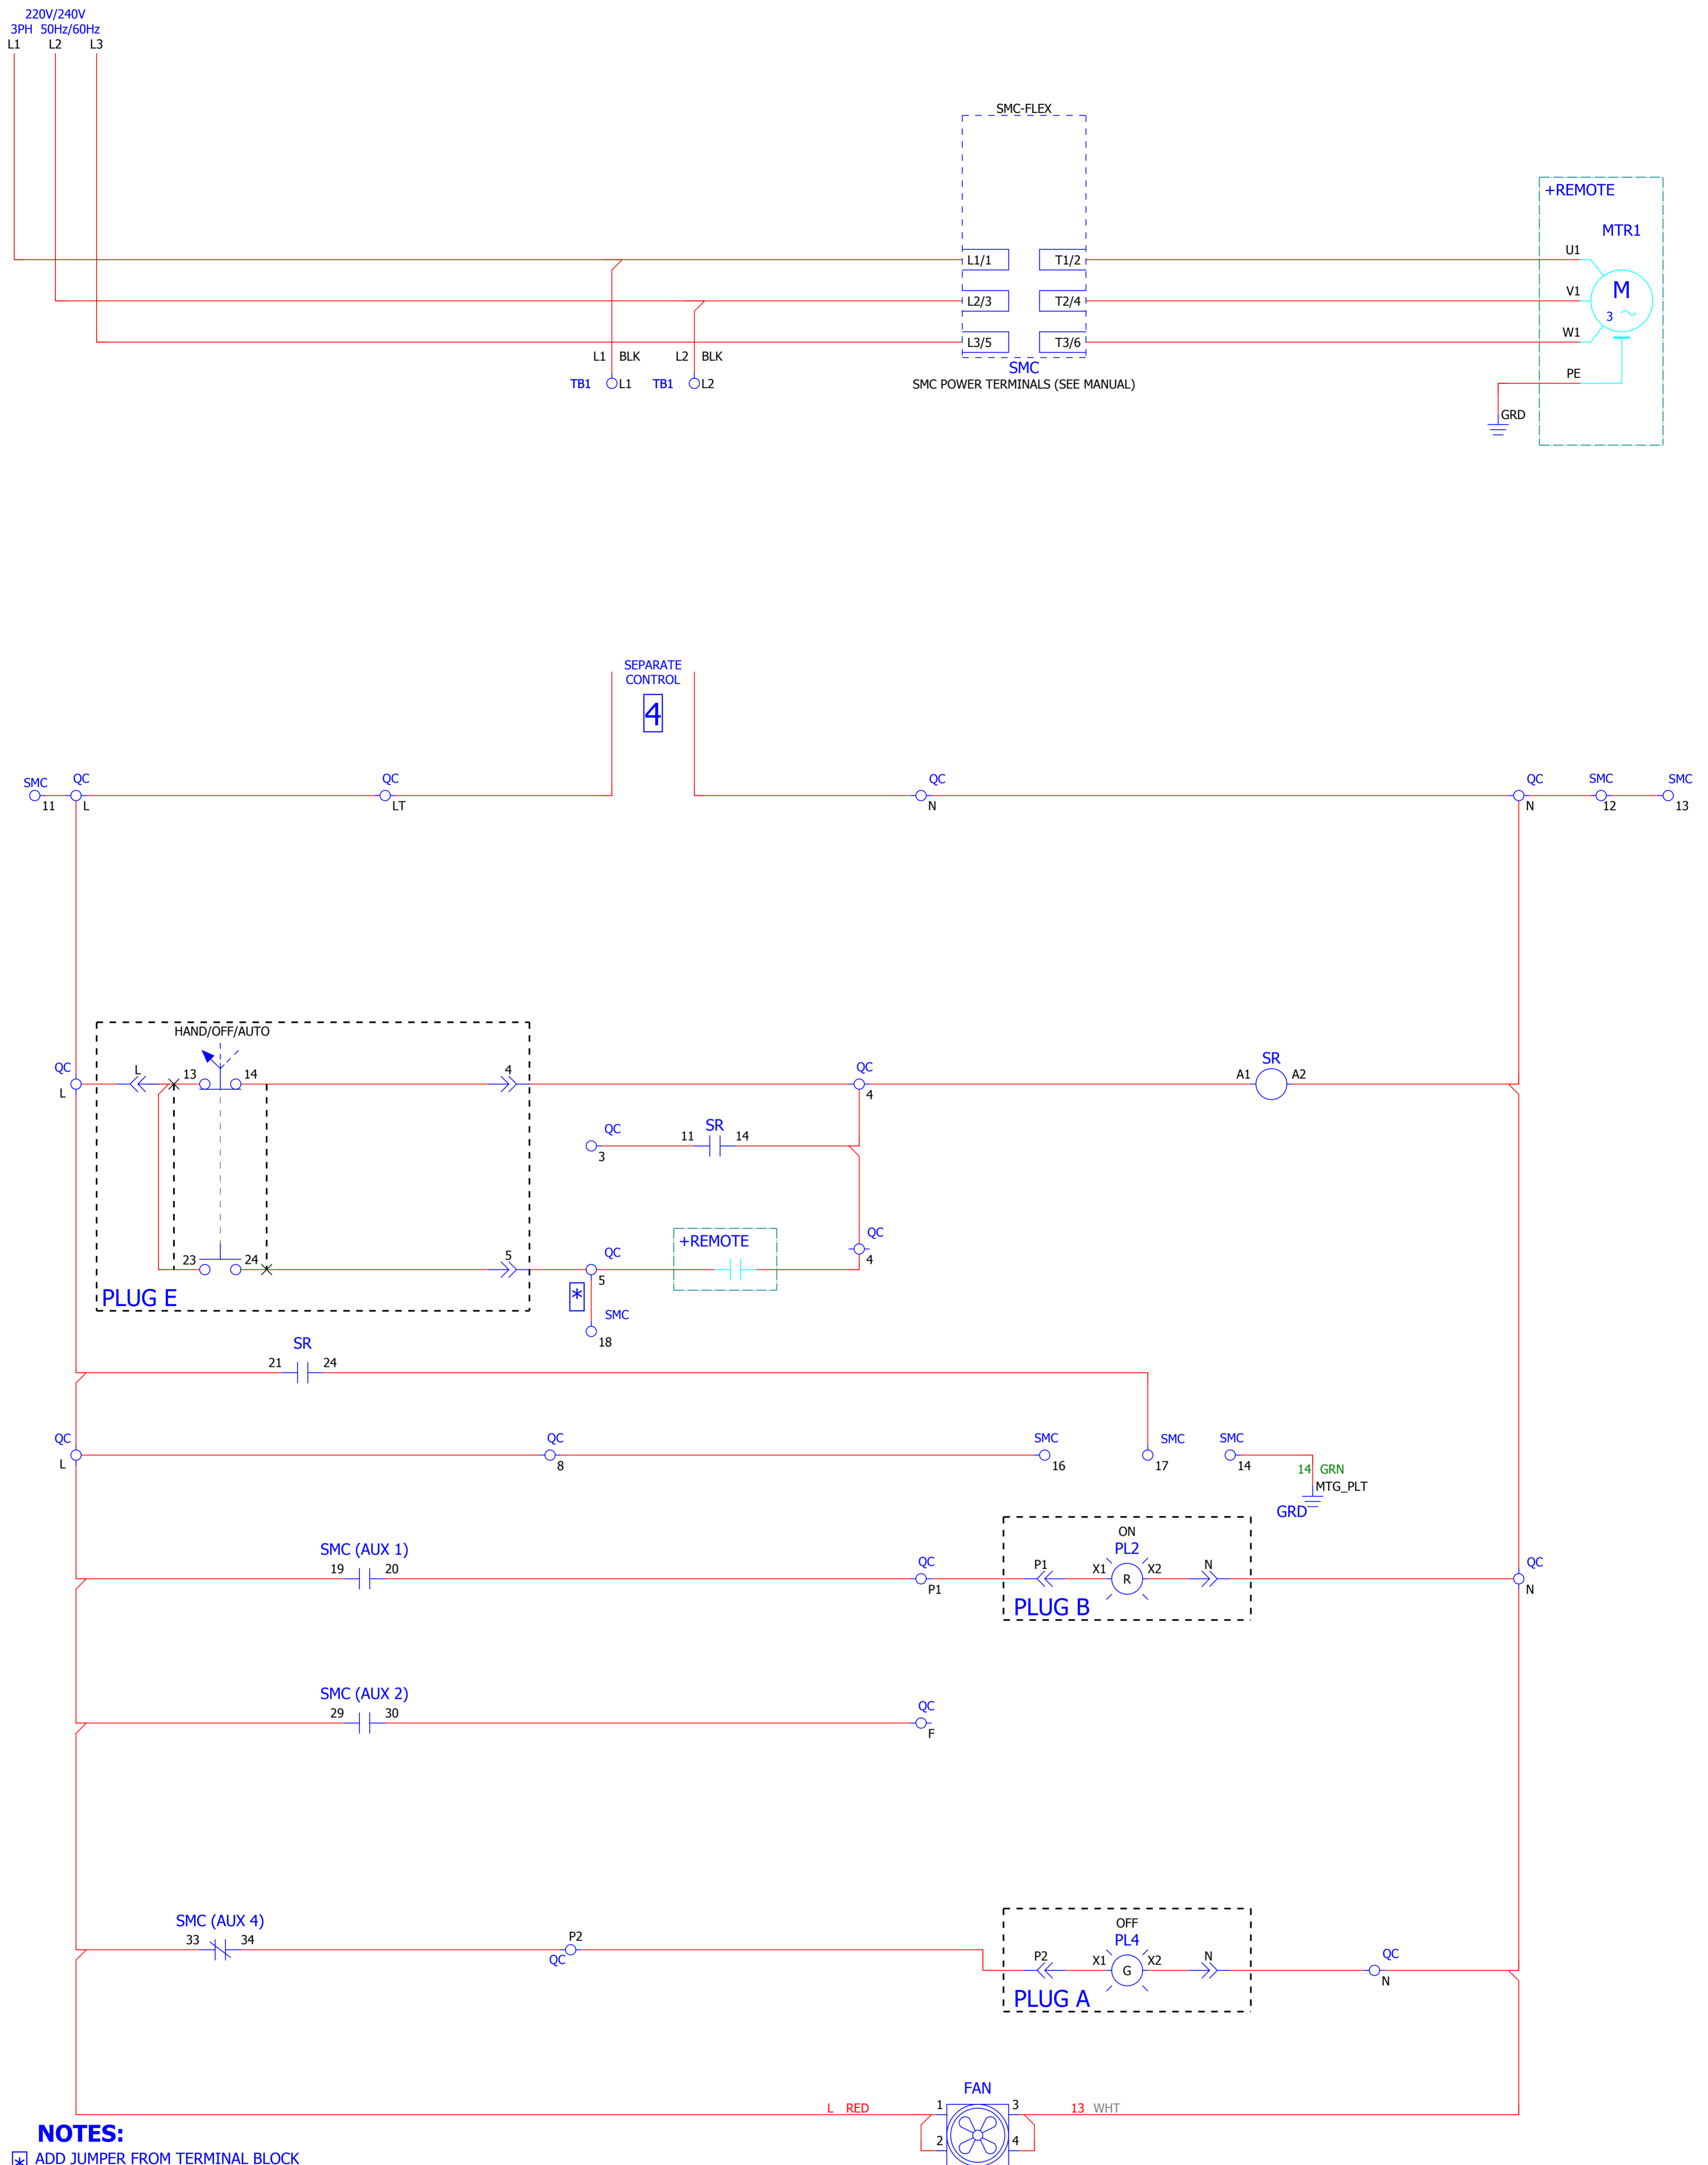 220V/240V
3PH 50Hz/60Hz
L1 L2 L3
SMC-FLEX
+REMOTE
MTR1
L1/1 T1/2 U1
M
3
L2/3 T2/4 V1
L3/5 T3/6 W1
L1 BLK L2 BLK
SMC
PE
TB1 L1 TB1 L2
SMC POWER TERMINALS (SEE MANUAL)
GRD
SEPARATE
CONTROL
4
SMC QC QC QC QC SMC SMC
11 L LT N N 12 13
HAND/OFF/AUTO
QC L 13 14 4 QC SR
L 4 A1 A2
QC SR
3 11 14
QC
4
+REMOTE
23 24 5 QC
5
*
PLUG E
SMC
18
SR
21 24
QC QC SMC SMC SMC
L 8 16 17 14
14 GRN
MTG_PLT
GRD
ON
PL2
SMC (AUX 1)
19 20 QC P1 X1 R X2 N QC
P1 N
PLUG B
SMC (AUX 2)
29 30 QC
F
SMC (AUX 4)
33 34 P2
QC
OFF
PL4
P2 X1 G X2 N QC
N
PLUG A
FAN
L RED 1 3 13 WHT
2 4
NOTES:
* ADD JUMPER FROM TERMINAL BLOCK